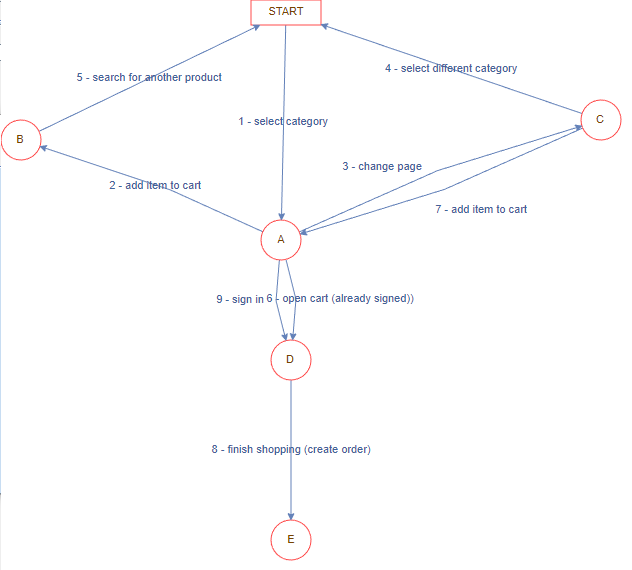 START
4 - select different category
5 - search for another product
1 - select category
C
B
3 - change page
2 - add item to cart
7 - add item to cart
A
9 - sign in
6 - open cart (already signed))
D
8 - finish shopping (create order)
E